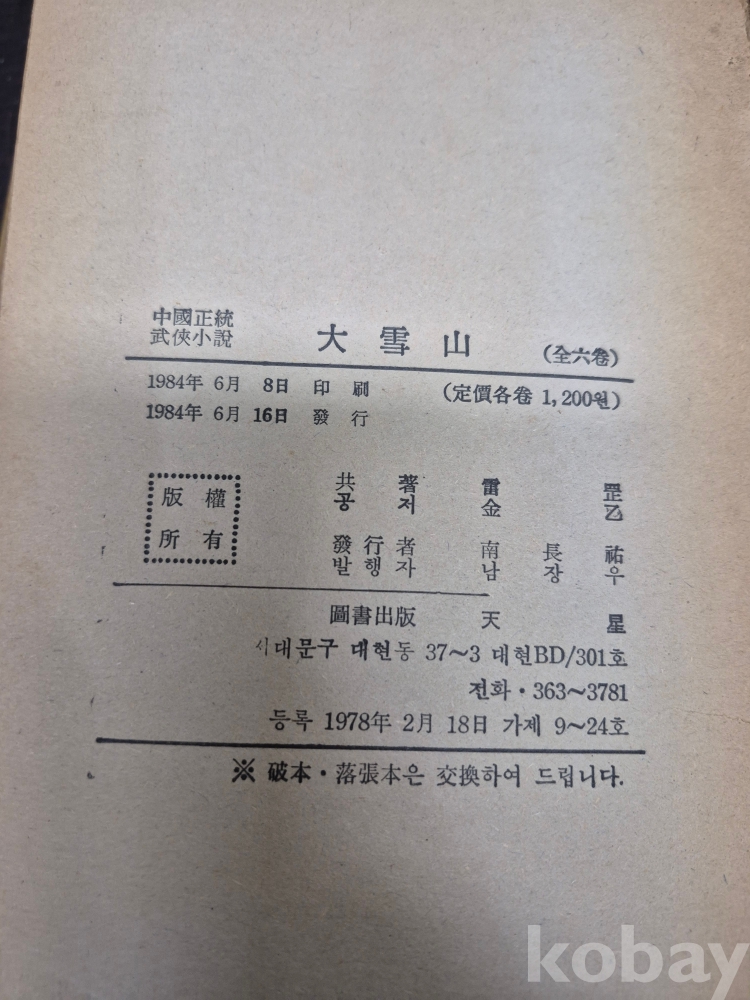 中國正統
武俠小說
大雪山
(全六卷)
1984年 6月 8日 印刷
(定價各卷 1,200원)
1984年 6月 16日 發行
版權
所有
共著 雷罡
공저 金乙
發行者 南長祐
발행자 남장우
圖書出版 天星
서대문구 대현동 37~3 대현BD/301호
전화·363~3781
등록 1978年 2月 18日 가제 9~24호
※ 破本·落張本은 交換하여 드립니다.
kobay